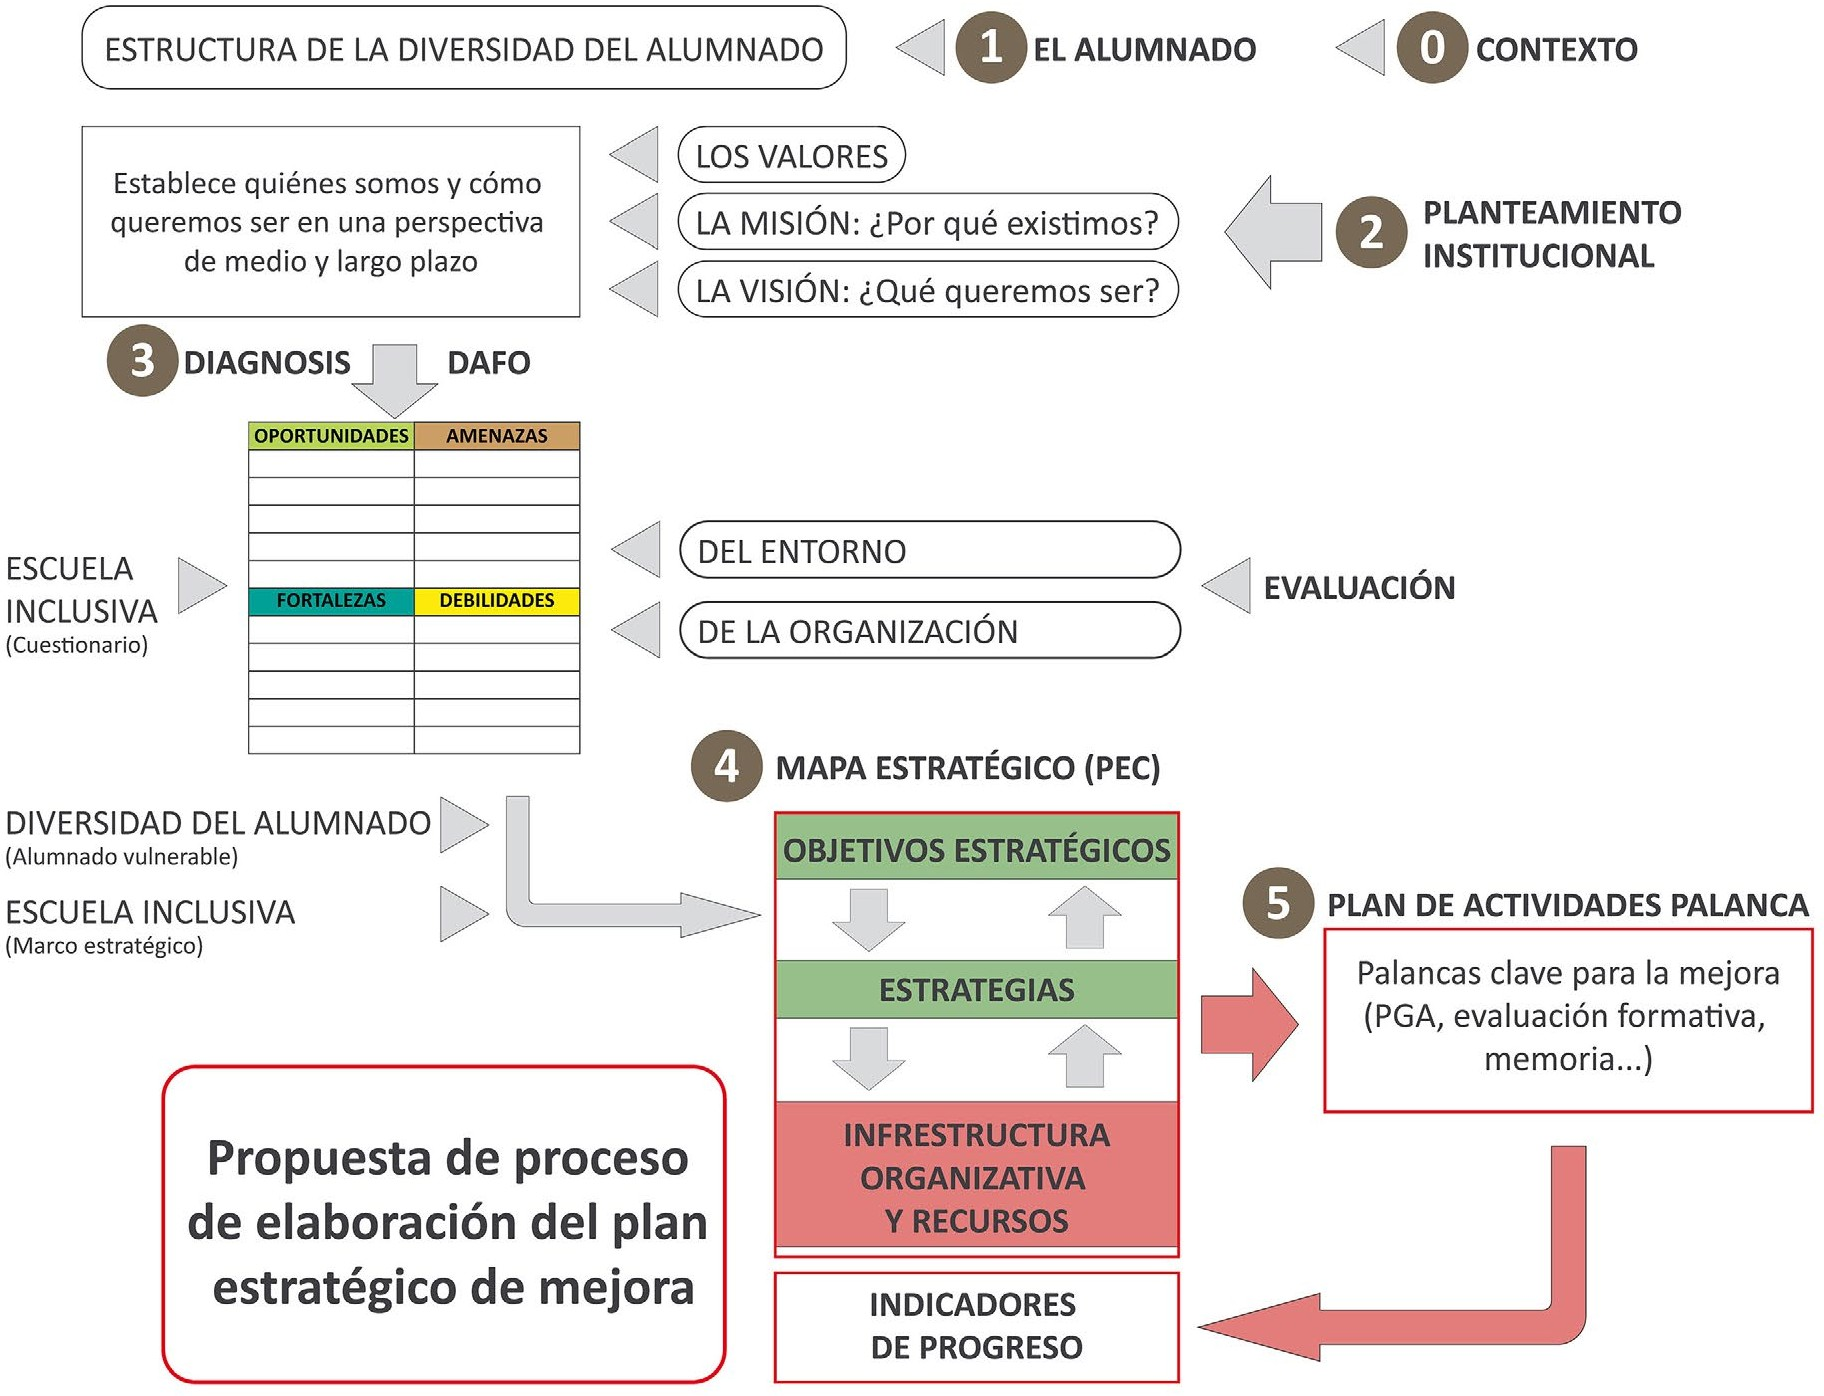 ESTRUCTURA DE LA DIVERSIDAD DEL ALUMNADO
1 EL ALUMNADO
0 CONTEXTO
Establece quiénes somos y cómo
queremos ser en una perspectiva
de medio y largo plazo
LOS VALORES
LA MISIÓN: ¿Por qué existimos?
LA VISIÓN: ¿Qué queremos ser?
2 PLANTEAMIENTO
INSTITUCIONAL
3 DIAGNOSIS DAFO
OPORTUNIDADES AMENAZAS
FORTALEZAS DEBILIDADES
ESCUELA
INCLUSIVA
(Cuestionario)
DEL ENTORNO
DE LA ORGANIZACIÓN
EVALUACIÓN
DIVERSIDAD DEL ALUMNADO
(Alumnado vulnerable)
ESCUELA INCLUSIVA
(Marco estratégico)
4 MAPA ESTRATÉGICO (PEC)
OBJETIVOS ESTRATÉGICOS
ESTRATEGIAS
INFRESTRUCTURA
ORGANIZATIVA
Y RECURSOS
INDICADORES
DE PROGRESO
5 PLAN DE ACTIVIDADES PALANCA
Palancas clave para la mejora
(PGA, evaluación formativa,
memoria...)
Propuesta de proceso
de elaboración del plan
estratégico de mejora